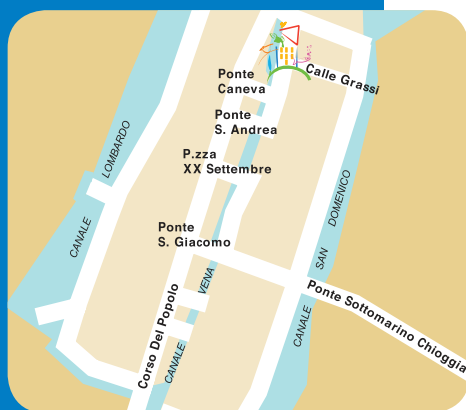 Calle Grassi
Ponte
Caneva
Ponte
S. Andrea
P.zza
XX Settembre
CANALE LOMBARDO
Ponte
S. Giacomo
CANALE SAN DOMENICO
CANALE VENA
Corso Del Popolo
Ponte Sottomarino Chioggia